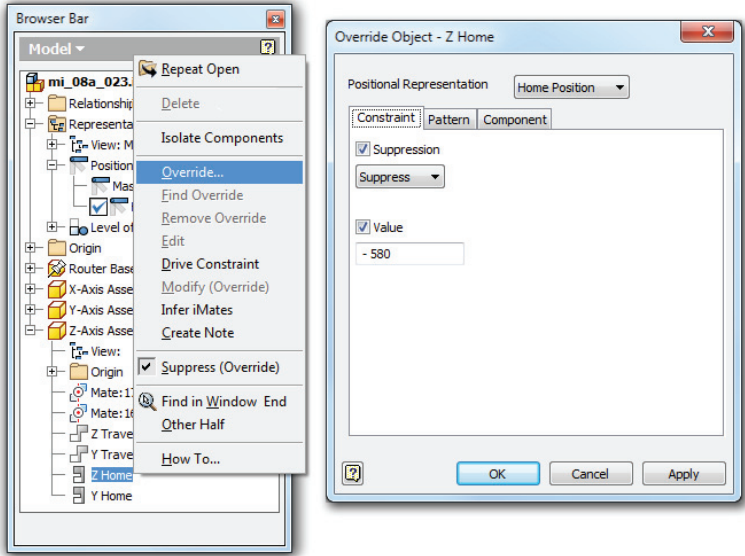 Browser Bar
Model
mi_08a_023.
Relationship
Representa
View: M
Position
Mas
Level of
Origin
Router Base
X-Axis Asse
Y-Axis Asse
Z-Axis Asse
View:
Origin
Mate:17
Mate:16
Z Trave
Y Trave
Z Home
Y Home
Repeat Open
Delete
Isolate Components
Override...
Find Override
Remove Override
Edit
Drive Constraint
Modify (Override)
Infer iMates
Create Note
Suppress (Override)
Find in Window End
Other Half
How To...
Override Object - Z Home
Positional Representation Home Position
Constraint Pattern Component
Suppression
Suppress
Value
- 580
OK Cancel Apply